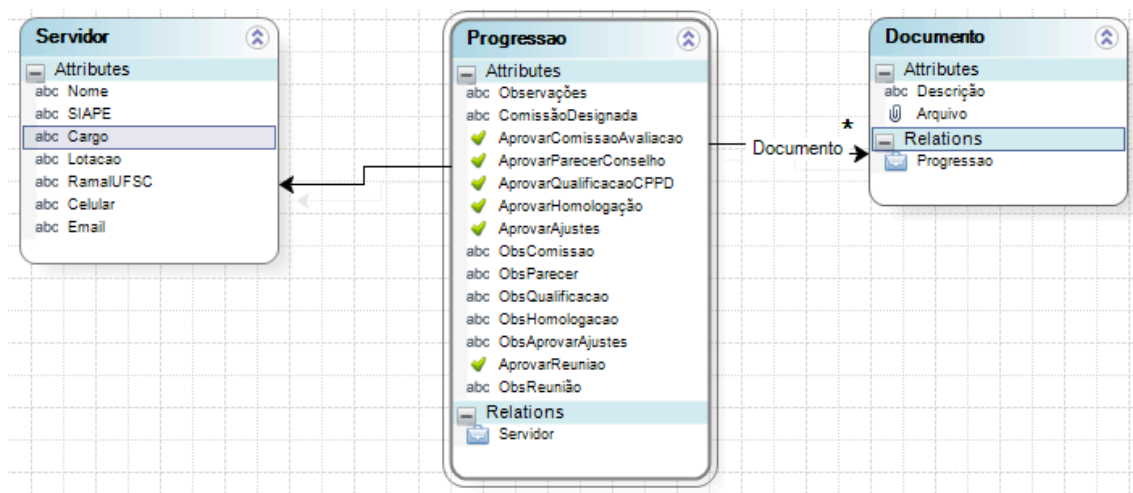 Servidor
Attributes
abc Nome
abc SIAPE
abc Cargo
abc Lotacao
abc RamalUFSC
abc Celular
abc Email
Progressao
Attributes
abc Observações
abc ComissãoDesignada
AprovarComissaoAvaliacao
AprovarParecerConselho
AprovarQualificacaoCPPD
AprovarHomologação
AprovarAjustes
abc ObsComissao
abc ObsParecer
abc ObsQualificacao
abc ObsHomologacao
abc ObsAprovarAjustes
AprovarReuniao
abc ObsReunião
Relations
Servidor
Documento
*
Documento
Attributes
abc Descrição
Arquivo
Relations
Progressao